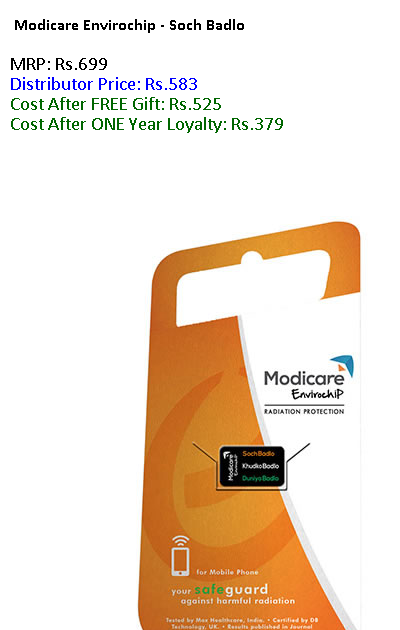 Modicare Envirochip - Soch Badlo
MRP: Rs.699
Distributor Price: Rs.583
Cost After FREE Gift: Rs.525
Cost After ONE Year Loyalty: Rs.379
Modicare
EnvirochiP
RADIATION PROTECTION
Modicare
EnvirochiP
SochBadlo
KhudkoBadlo
DuniyaBadlo
for Mobile Phone
your safeguard
against harmful radiation
Tested by Max Healthcare, India. • Certified by DB
Technology, UK. • Results published in Journal